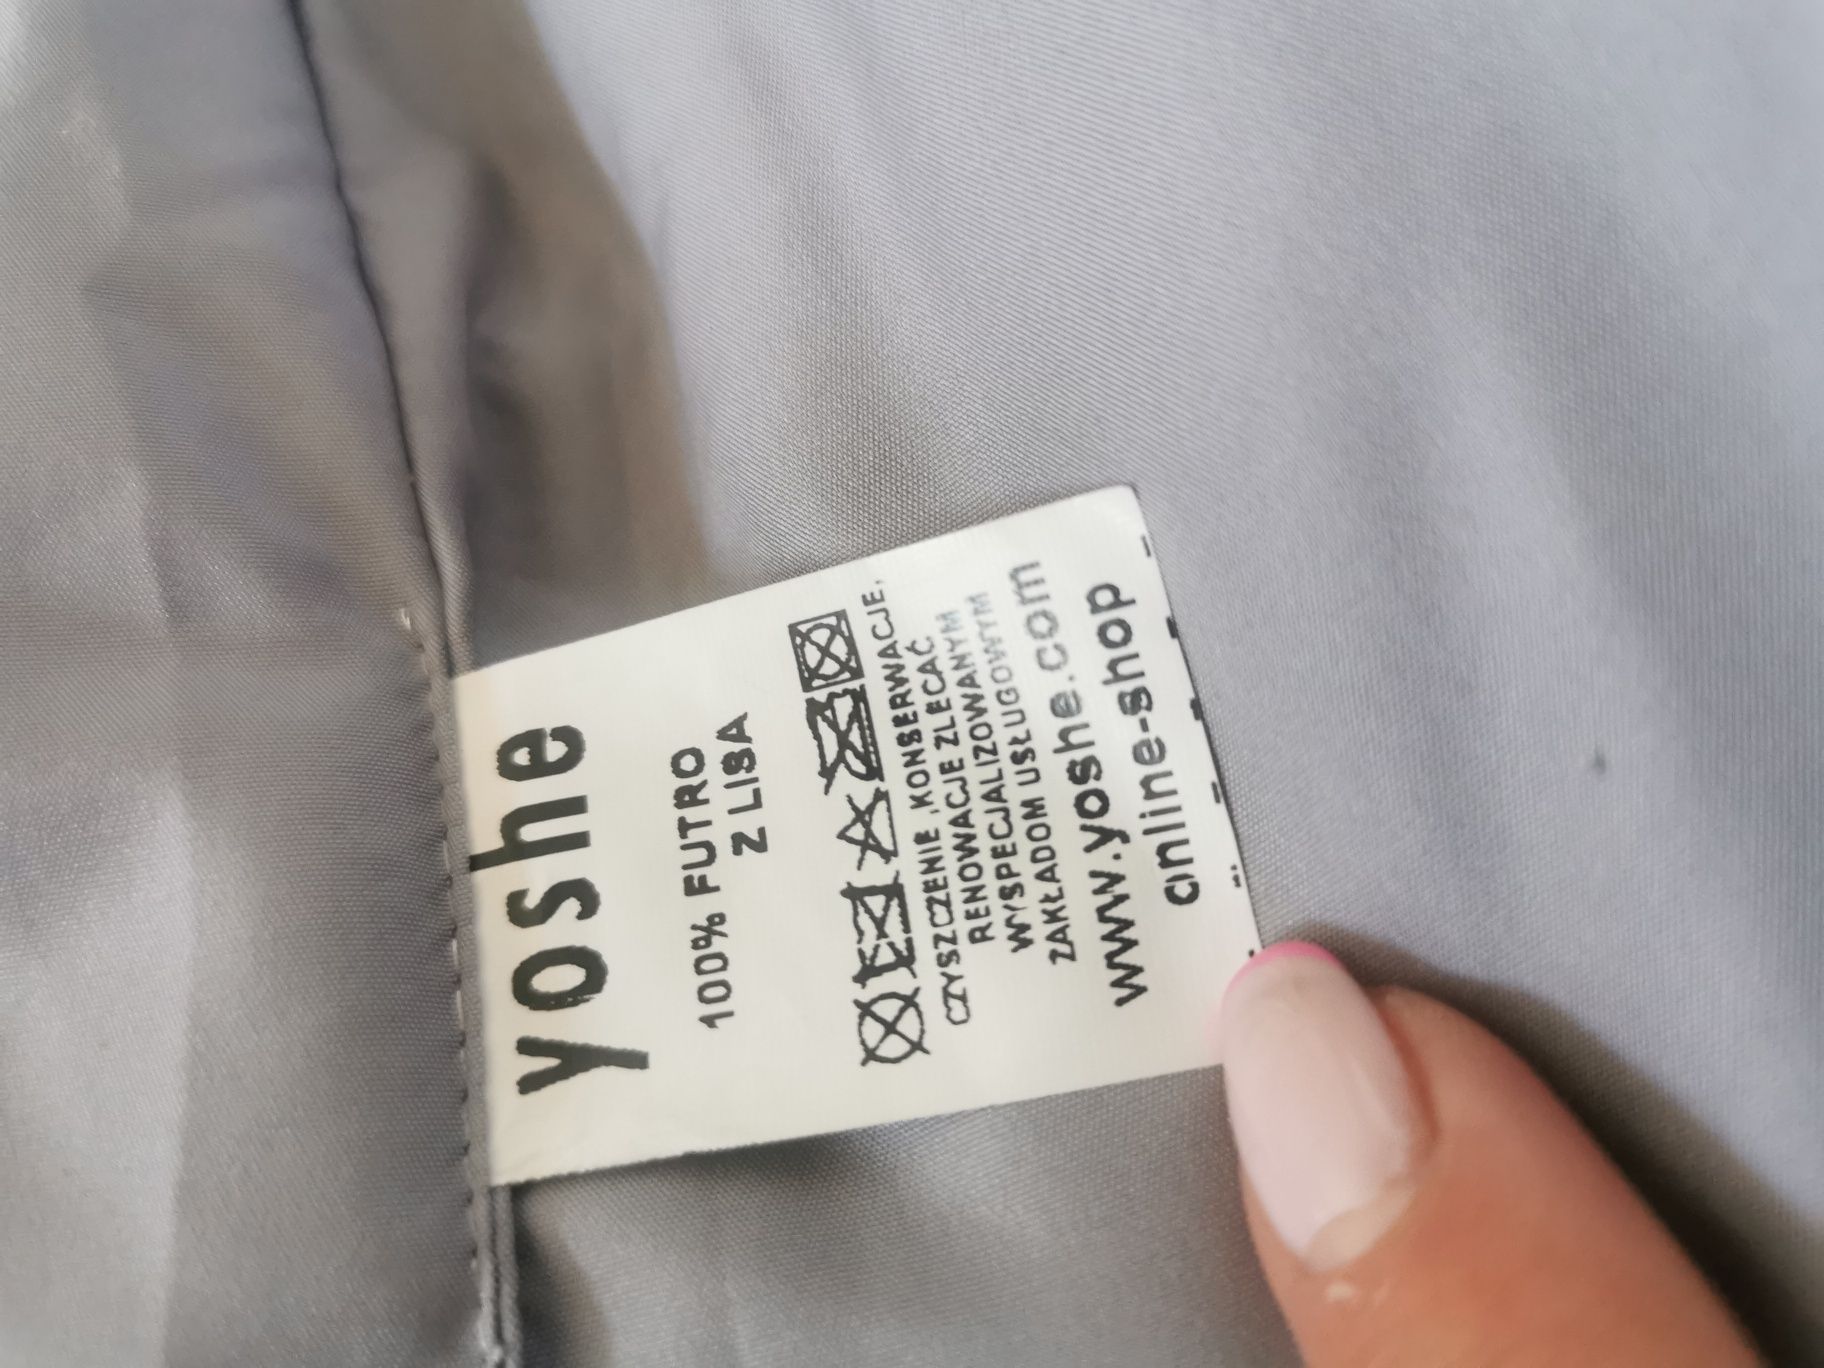 yoshe
100% FUTRO
Z LISA
CZYSZCZENIE ,KONSERWACJE,
RENOWACJE ZLECAĆ
WYSPECJALIZOWANYM
ZAKŁADOM USŁUGOWYM
www.yoshe.com
online-shop